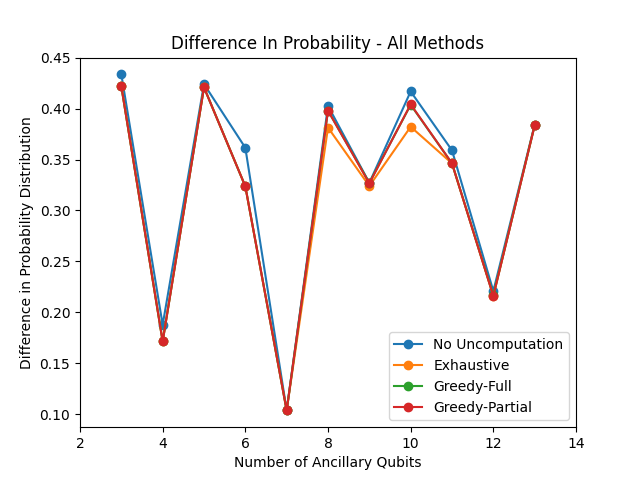 Difference In Probability - All Methods
Difference in Probability Distribution
0.45
0.40
0.35
0.30
0.25
0.20
0.15
0.10
No Uncomputation
Exhaustive
Greedy-Full
Greedy-Partial
2 4 6 8 10 12 14
Number of Ancillary Qubits